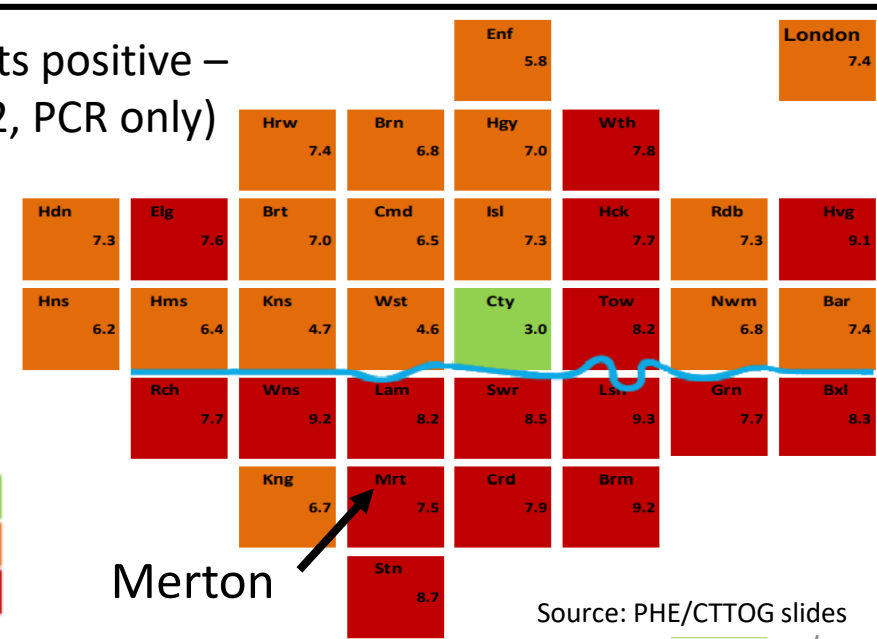 ts positive –
2, PCR only)
Enf
5.8
London
7.4
Hrw
7.4
Brn
6.8
Hgy
7.0
Wth
7.8
Hdn
7.3
Elg
7.6
Brt
7.0
Cmd
6.5
Isl
7.3
Hck
7.7
Rdb
7.3
Hvg
9.1
Hns
6.2
Hms
6.4
Kns
4.7
Wst
4.6
Cty
3.0
Tow
8.2
Nwm
6.8
Bar
7.4
Rch
7.7
Wns
9.2
Lam
8.2
Swr
8.5
Lsh
9.3
Grn
7.7
Bxl
8.3
Kng
6.7
Mrt
7.5
Crd
7.9
Brm
9.2
Merton
Stn
8.7
Source: PHE/CTTOG slides